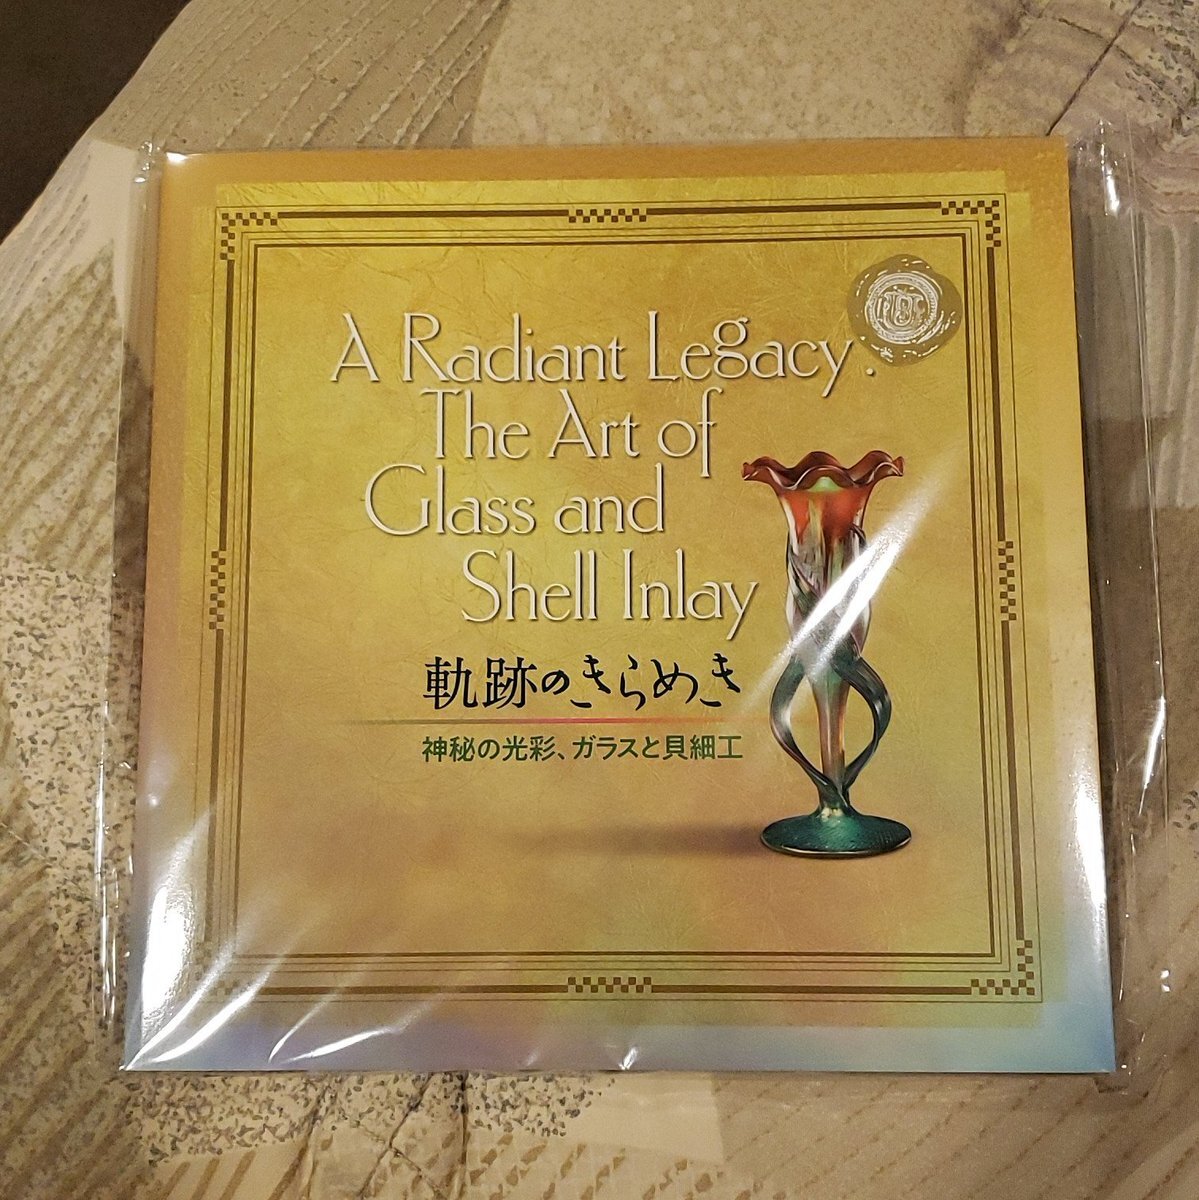 A Radiant Legacy :
The Art of
Glass and
Shell Inlay
軌跡のきらめき
神秘の光彩、ガラスと貝細工